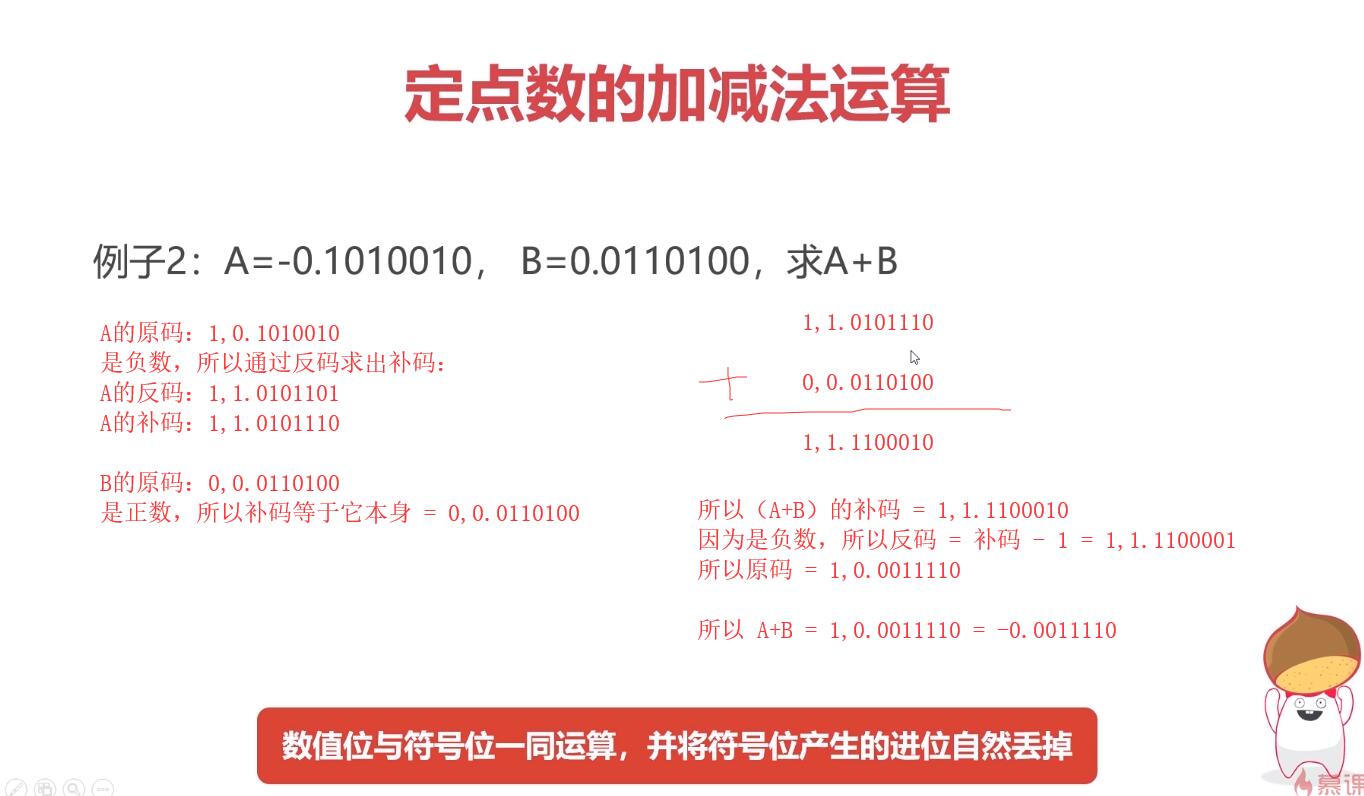 定点数的加减法运算
例子2：A=-0.1010010， B=0.0110100，求A+B
A的原码：1,0.1010010
是负数，所以通过反码求出补码：
A的反码：1,1.0101101
A的补码：1,1.0101110
B的原码：0,0.0110100
是正数，所以补码等于它本身 = 0,0.0110100
1,1.0101110
+ 0,0.0110100
1,1.1100010
所以（A+B）的补码 = 1,1.1100010
因为是负数，所以反码 = 补码 - 1 = 1,1.1100001
所以原码 = 1,0.0011110
所以 A+B = 1,0.0011110 = -0.0011110
数值位与符号位一同运算，并将符号位产生的进位自然丢掉
慕课